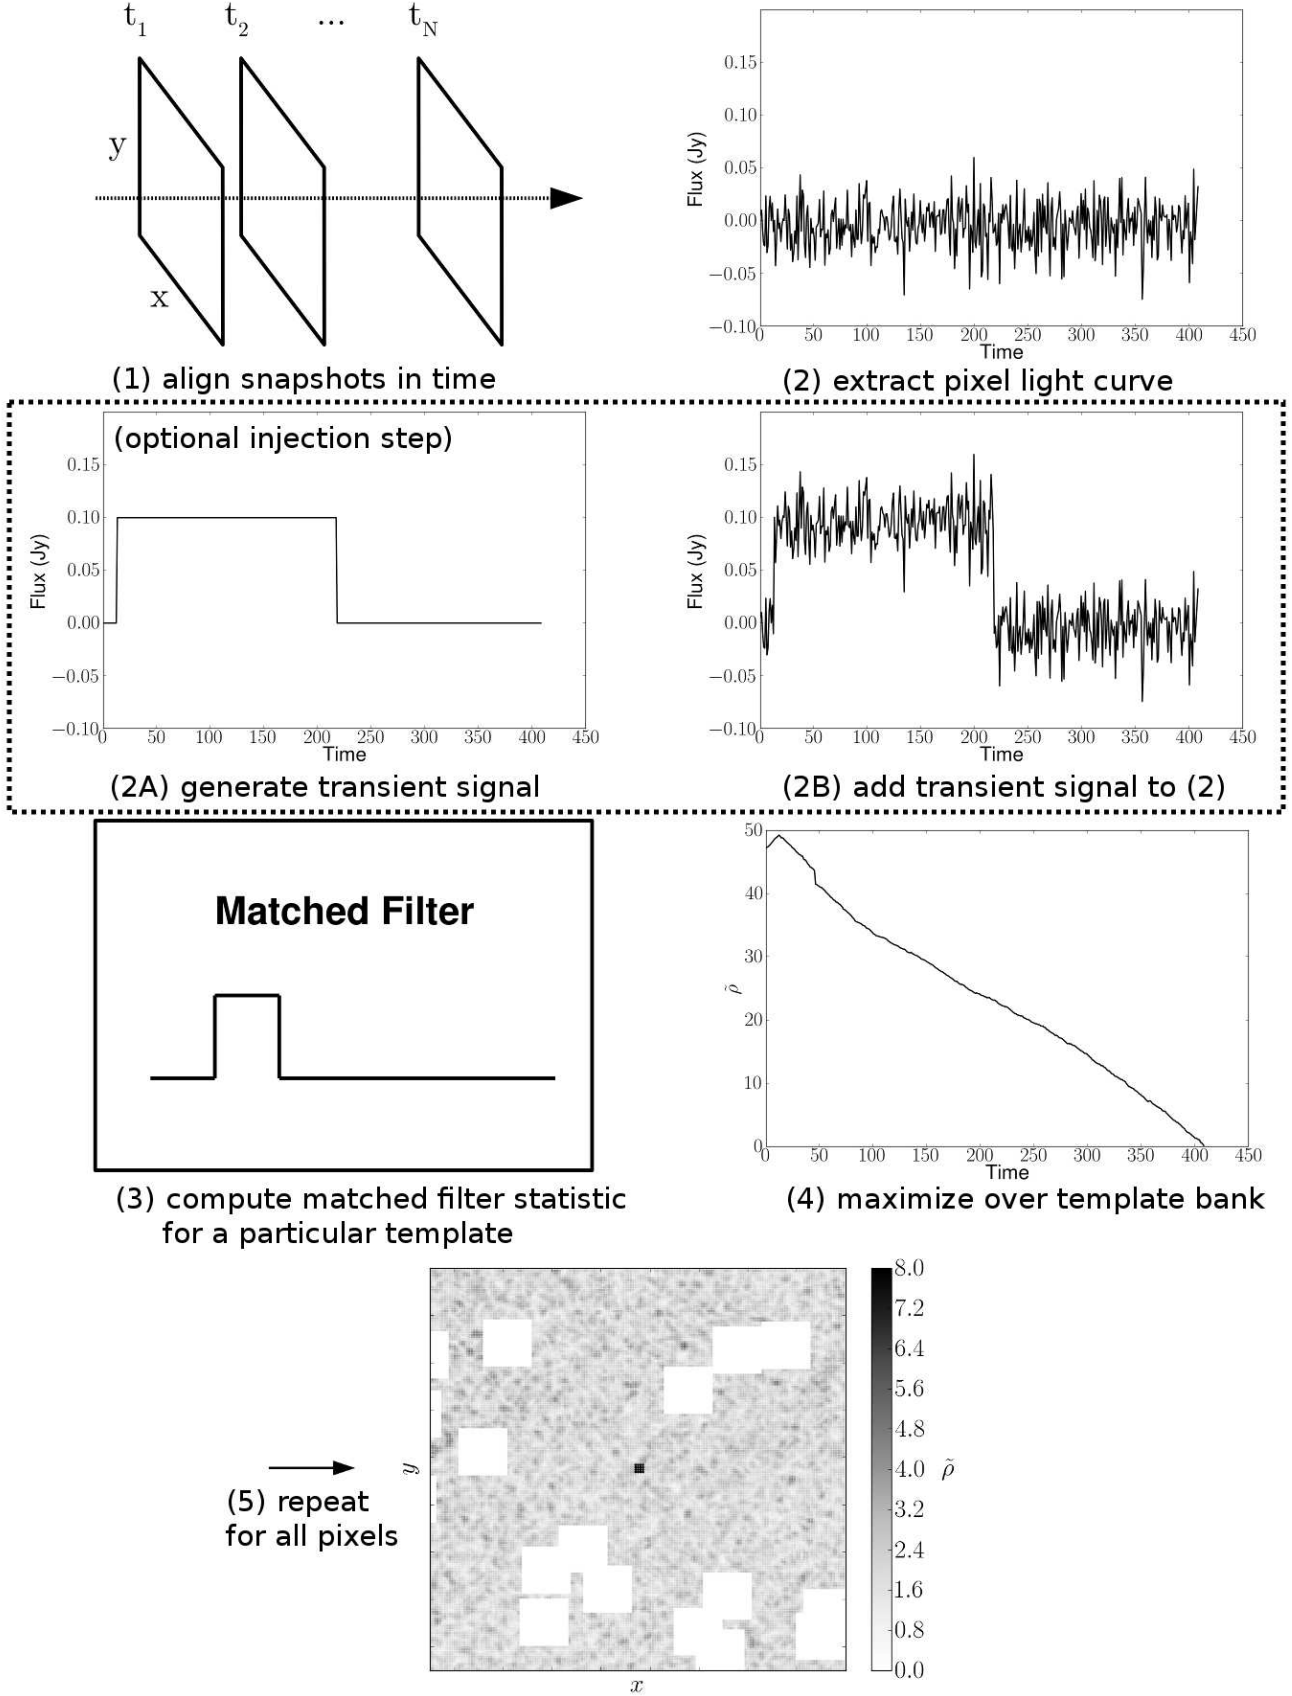 t1 t2 ... tN
y
x
(1) align snapshots in time
0.15
0.10
0.05
0.00
−0.05
−0.10
Flux (Jy)
0 50 100 150 200 250 300 350 400 450
Time
(2) extract pixel light curve
(optional injection step)
0.15
0.10
0.05
0.00
−0.05
−0.10
Flux (Jy)
0 50 100 150 200 250 300 350 400 450
Time
(2A) generate transient signal
0.15
0.10
0.05
0.00
−0.05
−0.10
Flux (Jy)
0 50 100 150 200 250 300 350 400 450
Time
(2B) add transient signal to (2)
Matched Filter
(3) compute matched filter statistic
for a particular template
50
40
30
20
10
0
ρ̃
0 50 100 150 200 250 300 350 400 450
Time
(4) maximize over template bank
(5) repeat
for all pixels
y
x
8.0
7.2
6.4
5.6
4.8
4.0
3.2
2.4
1.6
0.8
0.0
ρ̃